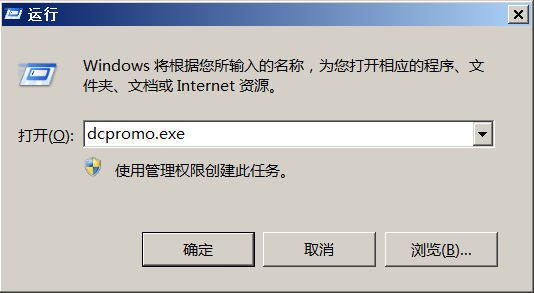 运行
Windows 将根据您所输入的名称，为您打开相应的程序、文
件夹、文档或 Internet 资源。
打开(O): dcpromo.exe
使用管理权限创建此任务。
确定 取消 浏览(B)...